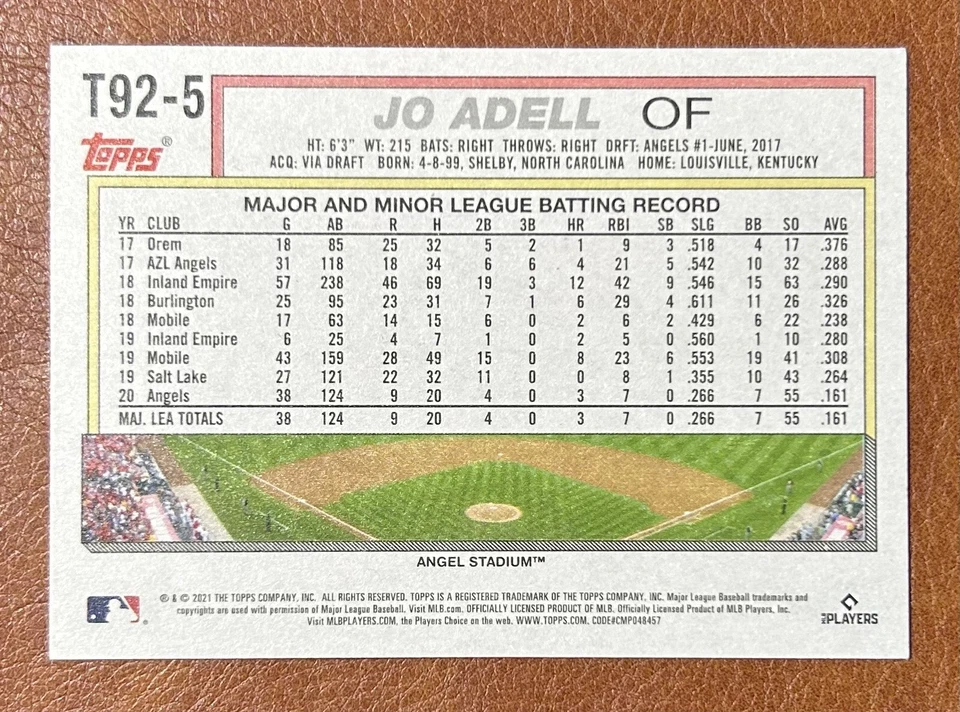 T92-5
Topps®
JO ADELL OF
HT: 6'3" WT: 215 BATS: RIGHT THROWS: RIGHT DRFT: ANGELS #1-JUNE, 2017
ACQ: VIA DRAFT BORN: 4-8-99, SHELBY, NORTH CAROLINA HOME: LOUISVILLE, KENTUCKY
MAJOR AND MINOR LEAGUE BATTING RECORD
YR CLUB G AB R H 2B 3B HR RBI SB SLG BB SO AVG
17 Orem 18 85 25 32 5 2 1 9 3 .518 4 17 .376
17 AZL Angels 31 118 18 34 6 6 4 21 5 .542 10 32 .288
18 Inland Empire 57 238 46 69 19 3 12 42 9 .546 15 63 .290
18 Burlington 25 95 23 31 7 1 6 29 4 .611 11 26 .326
18 Mobile 17 63 14 15 6 0 2 6 2 .429 6 22 .238
19 Inland Empire 6 25 4 7 1 0 2 5 0 .560 1 10 .280
19 Mobile 43 159 28 49 15 0 8 23 6 .553 19 41 .308
19 Salt Lake 27 121 22 32 11 0 0 8 1 .355 10 43 .264
20 Angels 38 124 9 20 4 0 3 7 0 .266 7 55 .161
MAJ. LEA TOTALS 38 124 9 20 4 0 3 7 0 .266 7 55 .161
ANGEL STADIUM™
® & © 2021 THE TOPPS COMPANY, INC. ALL RIGHTS RESERVED. TOPPS IS A REGISTERED TRADEMARK OF THE TOPPS COMPANY, INC. Major League Baseball trademarks and
copyrights are used with permission of Major League Baseball. Visit MLB.com. OFFICIALLY LICENSED PRODUCT OF MLB. Officially Licensed Product of MLB Players, Inc.
Visit MLBPLAYERS.COM, the Players Choice on the web. WWW.TOPPS.COM. CODE#CMP048457
MLB PLAYERS